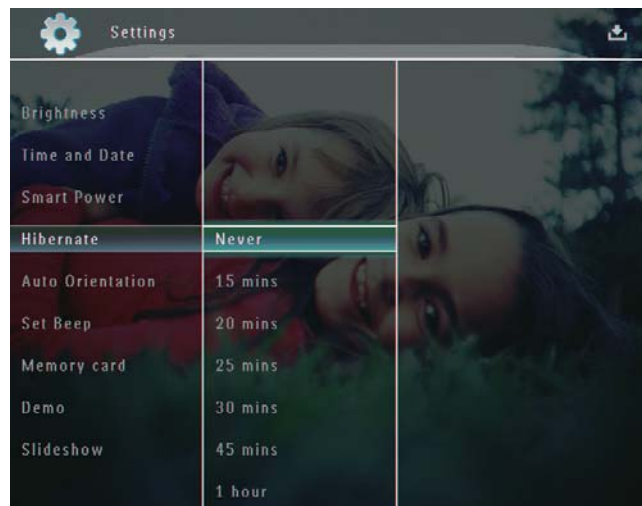 Settings
Brightness
Time and Date
Smart Power
Hibernate
Auto Orientation
Set Beep
Memory card
Demo
Slideshow
Never
15 mins
20 mins
25 mins
30 mins
45 mins
1 hour